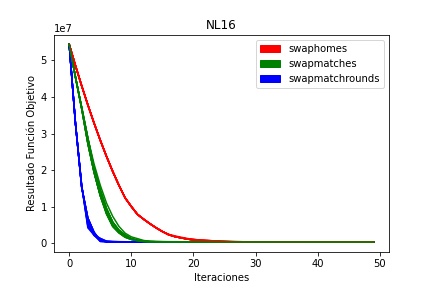 NL16
1e7
swaphomes
swapmatches
swapmatchrounds
Resultado Función Objetivo
5
4
3
2
1
0
0 10 20 30 40 50
Iteraciones